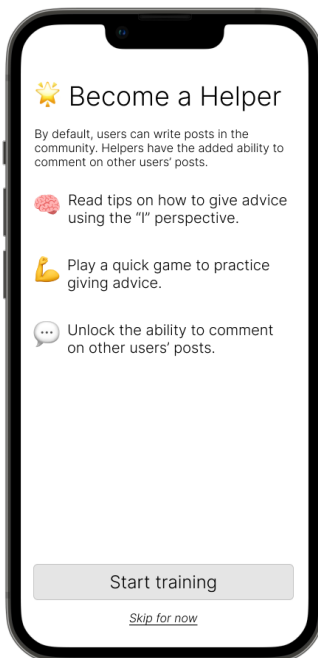 Become a Helper
By default, users can write posts in the
community. Helpers have the added ability to
comment on other users’ posts.
Read tips on how to give advice
using the “I” perspective.
Play a quick game to practice
giving advice.
Unlock the ability to comment
on other users’ posts.
Start training
Skip for now